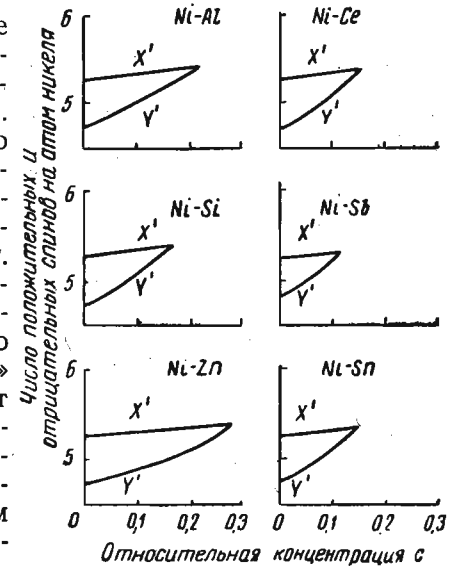 Число положительных и
отрицательных спинов на атом никеля
Ni-Al
6
5
X'
Y'
Ni-Ce
X'
Y'
Ni-Si
6
5
X'
Y'
Ni-Sb
X'
Y'
Ni-Zn
6
5
X'
Y'
Ni-Sn
X'
Y'
0 0,1 0,2 0,3 0 0,1 0,2 0,3
Относительная концентрация c